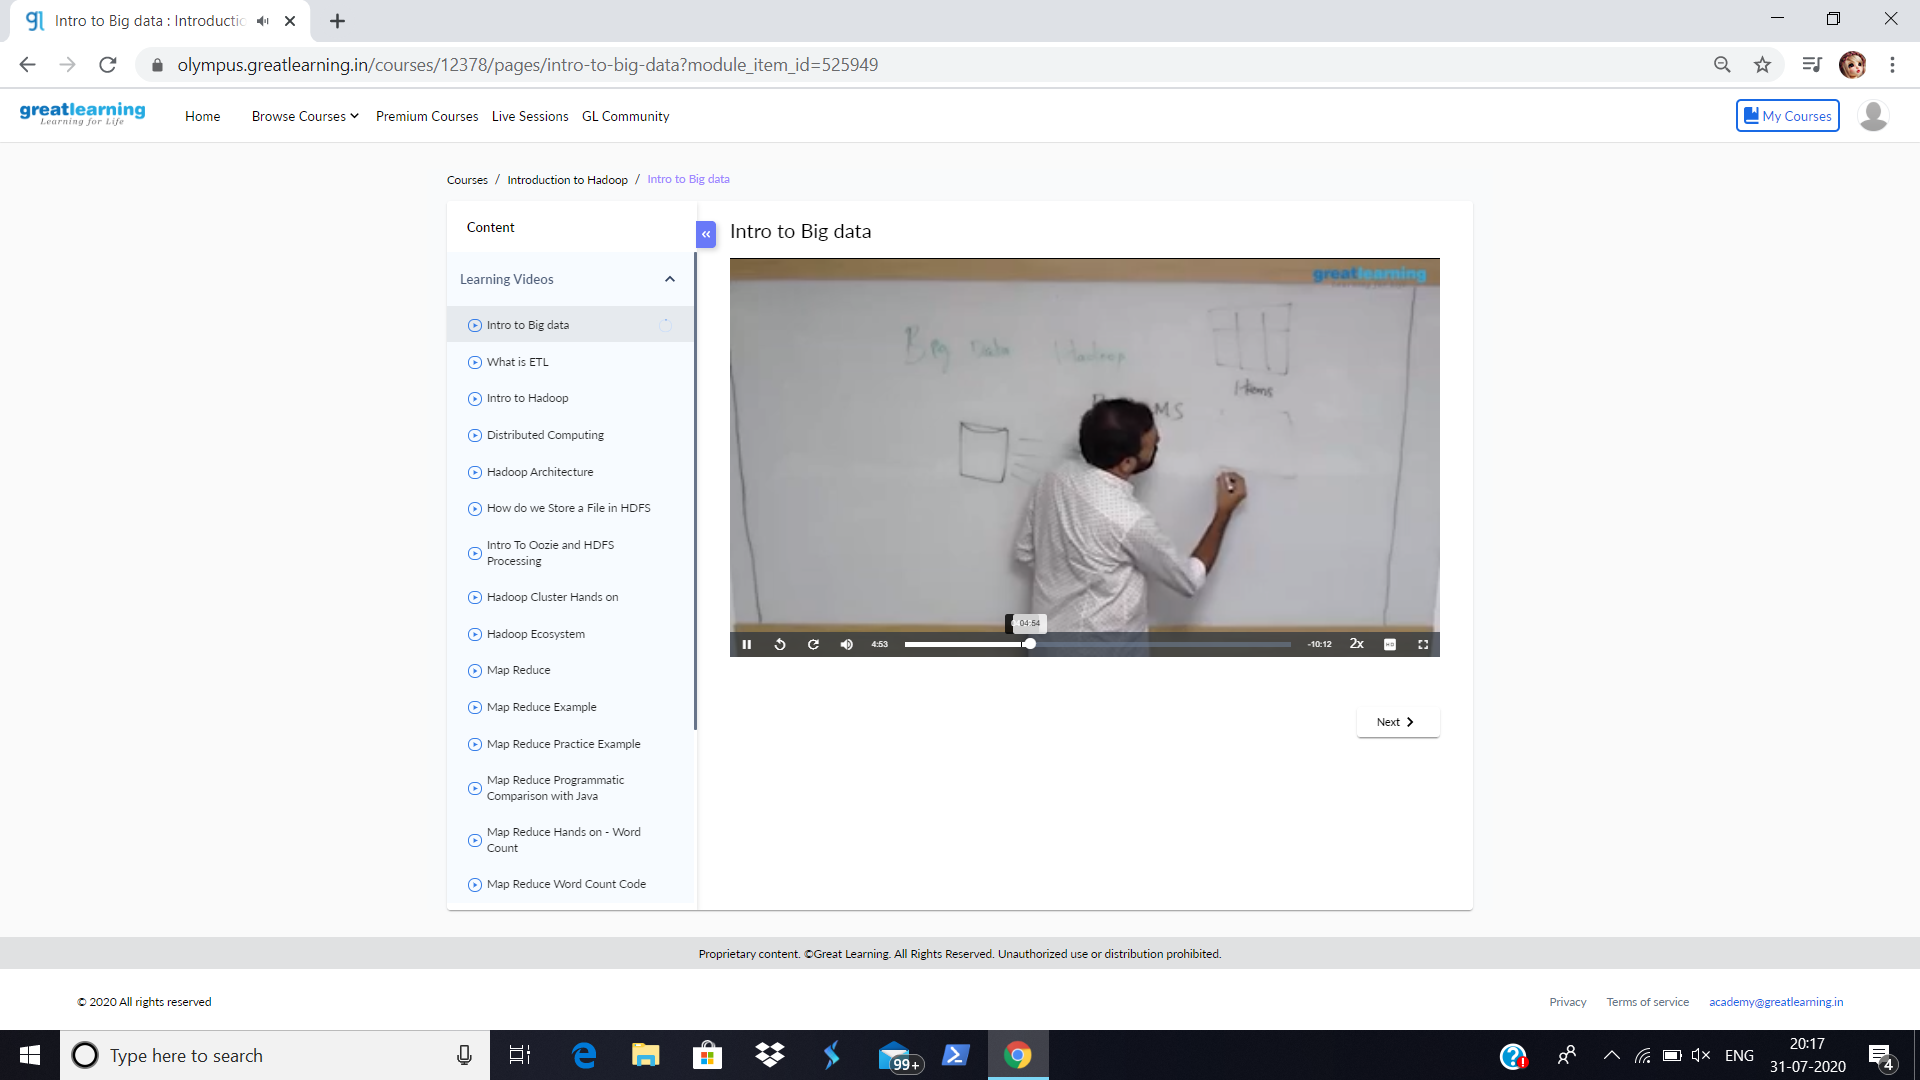 Intro to Big data : Introductio
olympus.greatlearning.in/courses/12378/pages/intro-to-big-data?module_item_id=525949
greatlearning
Learning for Life
Home
Browse Courses
Premium Courses
Live Sessions
GL Community
My Courses
Courses / Introduction to Hadoop / Intro to Big data
Content
Learning Videos
Intro to Big data
What is ETL
Intro to Hadoop
Distributed Computing
Hadoop Architecture
How do we Store a File in HDFS
Intro To Oozie and HDFS
Processing
Hadoop Cluster Hands on
Hadoop Ecosystem
Map Reduce
Map Reduce Example
Map Reduce Practice Example
Map Reduce Programmatic
Comparison with Java
Map Reduce Hands on - Word
Count
Map Reduce Word Count Code
Intro to Big data
greatlearning
Learning for Life
Big Data Hadoop
Items
MS
04:54
4:53
-10:12
2x
HD
Next
Proprietary content. ©Great Learning. All Rights Reserved. Unauthorized use or distribution prohibited.
© 2020 All rights reserved
Privacy
Terms of service
academy@greatlearning.in
Type here to search
99+
ENG
20:17
31-07-2020
4